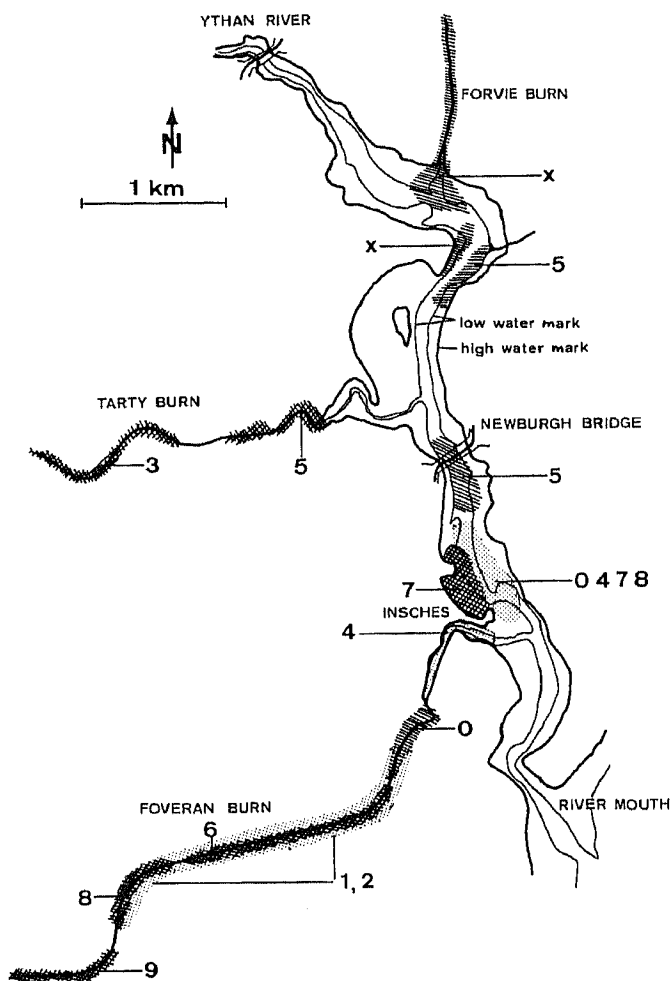 YTHAN RIVER
FORVIE BURN
N
1 km
x
x
5
low water mark
high water mark
TARTY BURN
NEWBURGH BRIDGE
3
5
5
0 4 7 8
7
INSCHES
4
0
FOVERAN BURN
RIVER MOUTH
6
8
1, 2
9